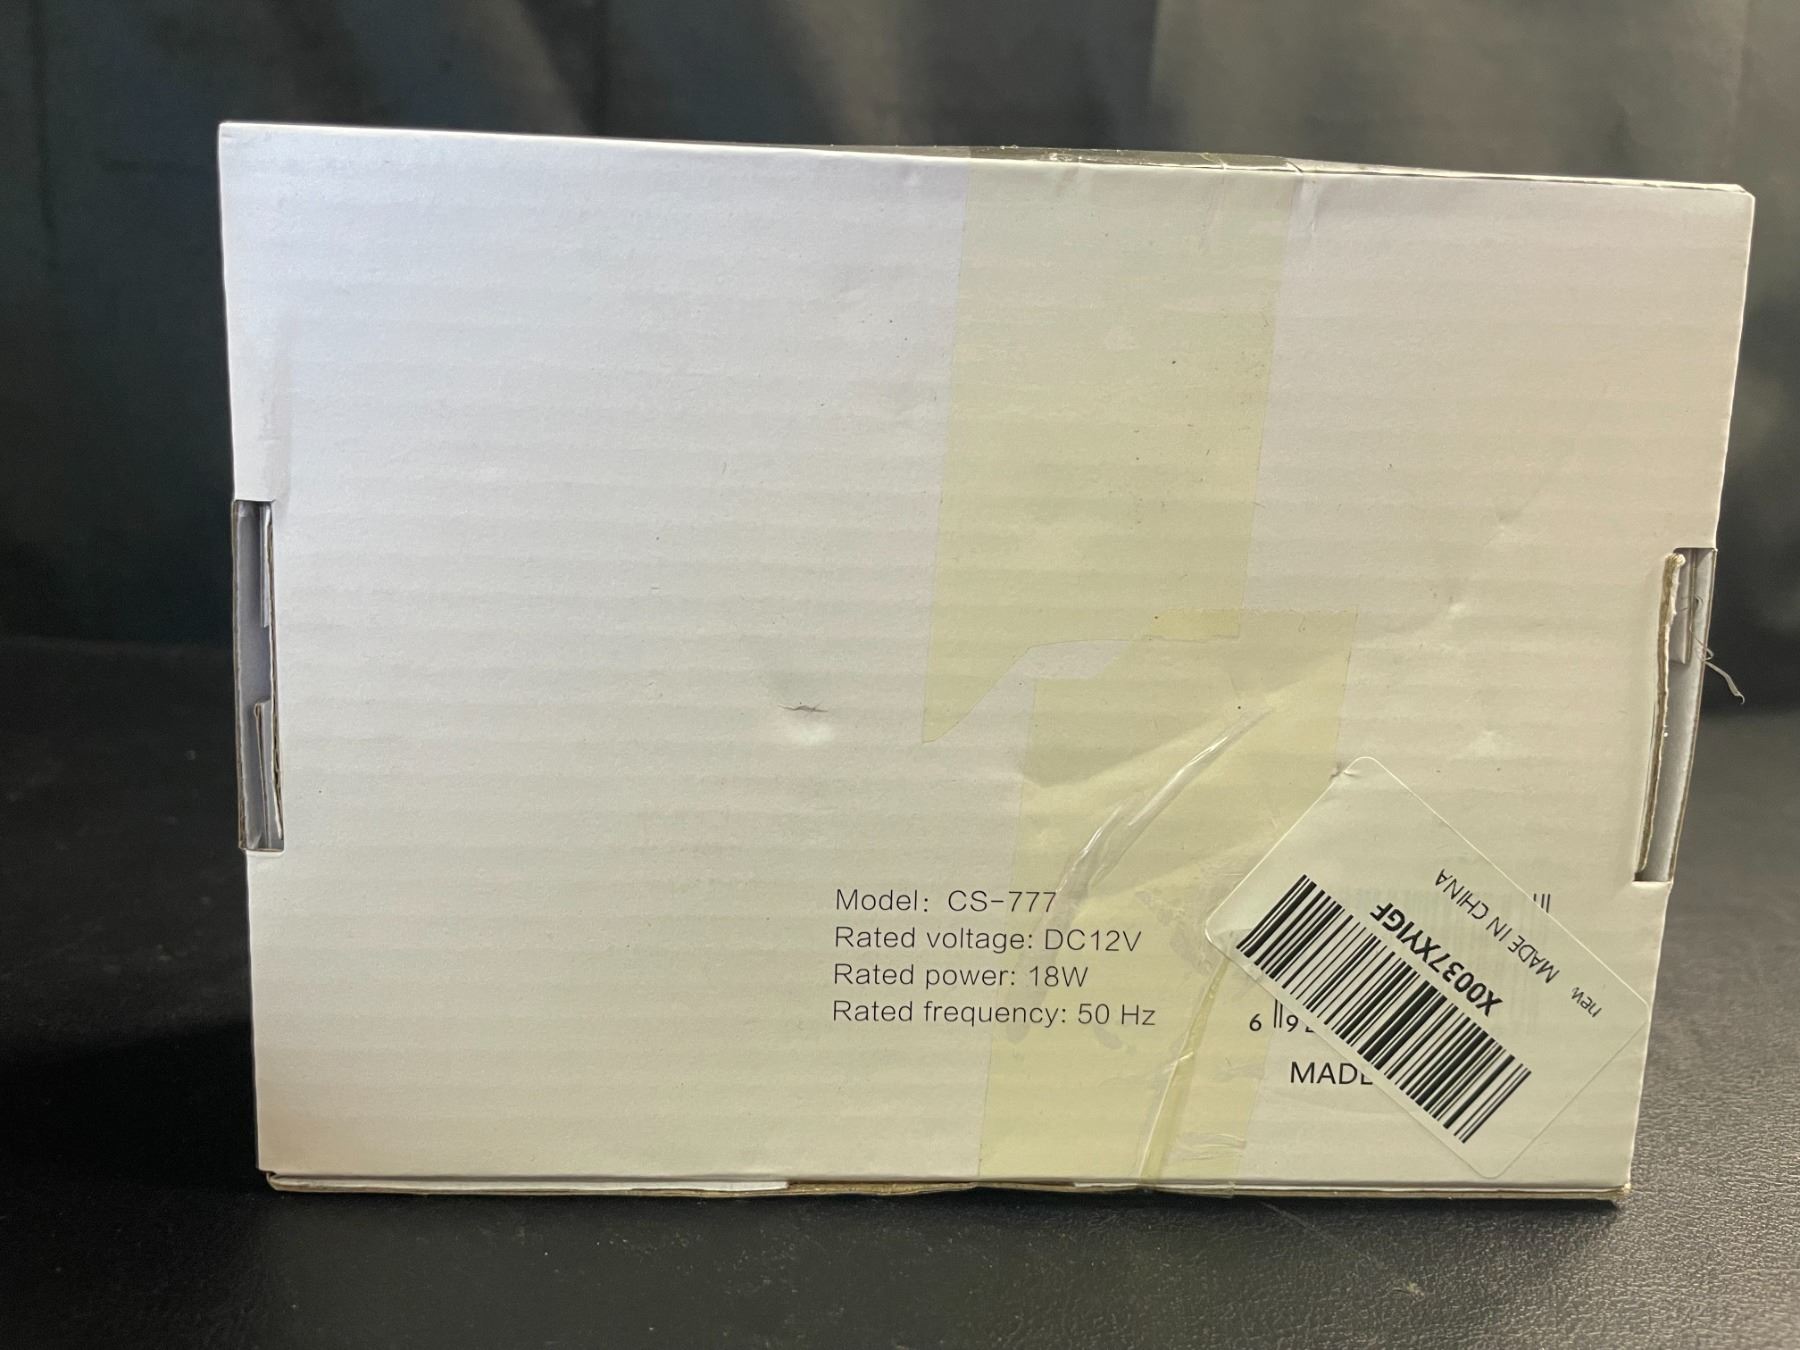 Model: CS-777
Rated voltage: DC12V
Rated power: 18W
Rated frequency: 50 Hz
6
MADE
X0037XYIGF
new
MADE IN CHINA